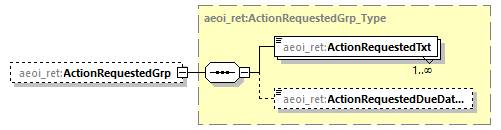 aeoi_ret:ActionRequestedGrp_Type
aeoi_ret:ActionRequestedTxt
1..∞
aeoi_ret:ActionRequestedGrp
aeoi_ret:ActionRequestedDueDat...